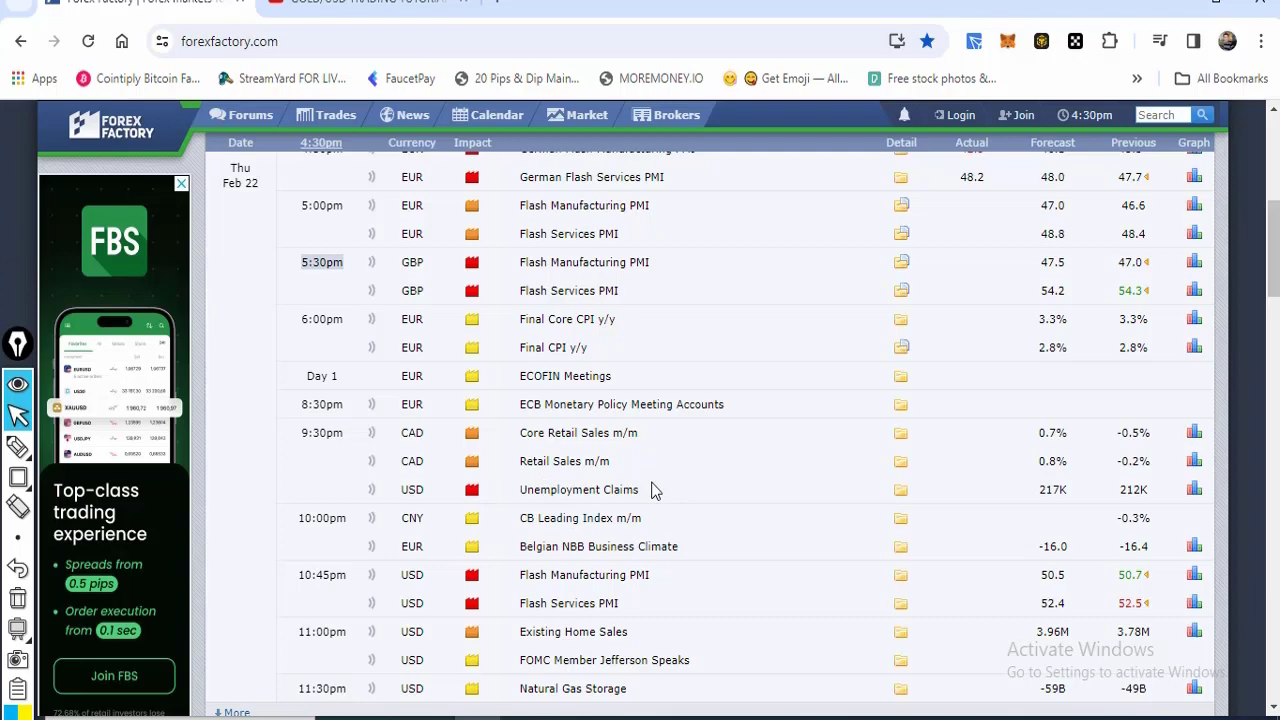 forexfactory.com
Apps
Cointiply Bitcoin Fa...
StreamYard FOR LIV...
FaucetPay
20 Pips & Dip Main...
MOREMONEY.IO
Get Emoji — All...
Free stock photos &...
»
All Bookmarks
FOREX
FACTORY
Forums
Trades
News
Calendar
Market
Brokers
Login
Join
4:30pm
Search
Date 4:30pm Currency Impact Detail Actual Forecast Previous Graph
Thu
Feb 22
EUR German Flash Services PMI 48.2 48.0 47.7
5:00pm EUR Flash Manufacturing PMI 47.0 46.6
EUR Flash Services PMI 48.8 48.4
5:30pm GBP Flash Manufacturing PMI 47.5 47.0
GBP Flash Services PMI 54.2 54.3
6:00pm EUR Final Core CPI y/y 3.3% 3.3%
EUR Final CPI y/y 2.8% 2.8%
Day 1 EUR
8:30pm EUR ECB Monetary Policy Meeting Accounts
9:30pm CAD Core Retail Sales m/m 0.7% -0.5%
CAD Retail Sales m/m 0.8% -0.2%
USD Unemployment Claims 217K 212K
10:00pm CNY CB Leading Index m/m -0.3%
EUR Belgian NBB Business Climate -16.0 -16.4
10:45pm USD Flash Manufacturing PMI 50.5 50.7
USD Flash Services PMI 52.4 52.5
11:00pm USD Existing Home Sales 3.96M 3.78M
USD FOMC Member Jefferson Speaks
11:30pm USD Natural Gas Storage -59B -49B
More
FBS
XAUUSD
Top-class
trading
experience
Spreads from
0.5 pips
Order execution
from 0.1 sec
Join FBS
Activate Windows
Go to Settings to activate Windows.